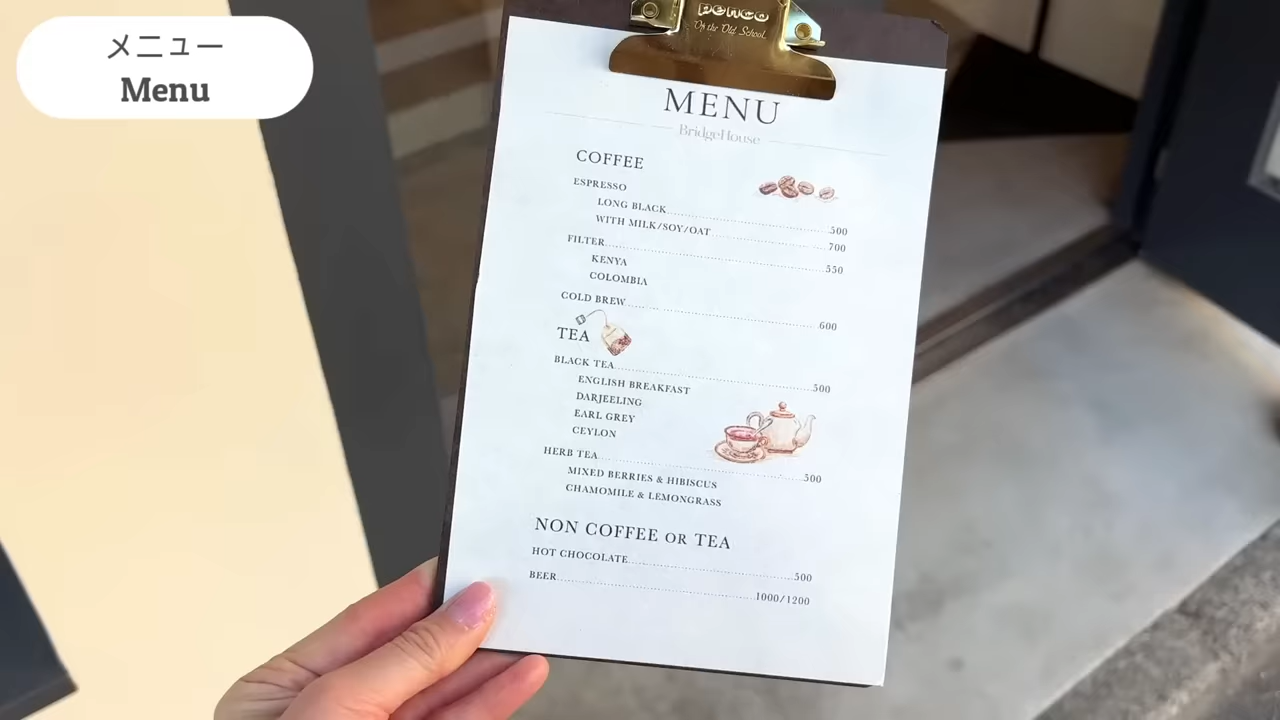 メニュー
Menu
penco
"On the Old School."
MENU
BridgeHouse
COFFEE
ESPRESSO
LONG BLACK 500
WITH MILK/SOY/OAT 700
FILTER 550
KENYA
COLOMBIA
COLD BREW 600
TEA
BLACK TEA 500
ENGLISH BREAKFAST
DARJEELING
EARL GREY
CEYLON
HERB TEA 500
MIXED BERRIES & HIBISCUS
CHAMOMILE & LEMONGRASS
NON COFFEE OR TEA
HOT CHOCOLATE 500
BEER 1000/1200